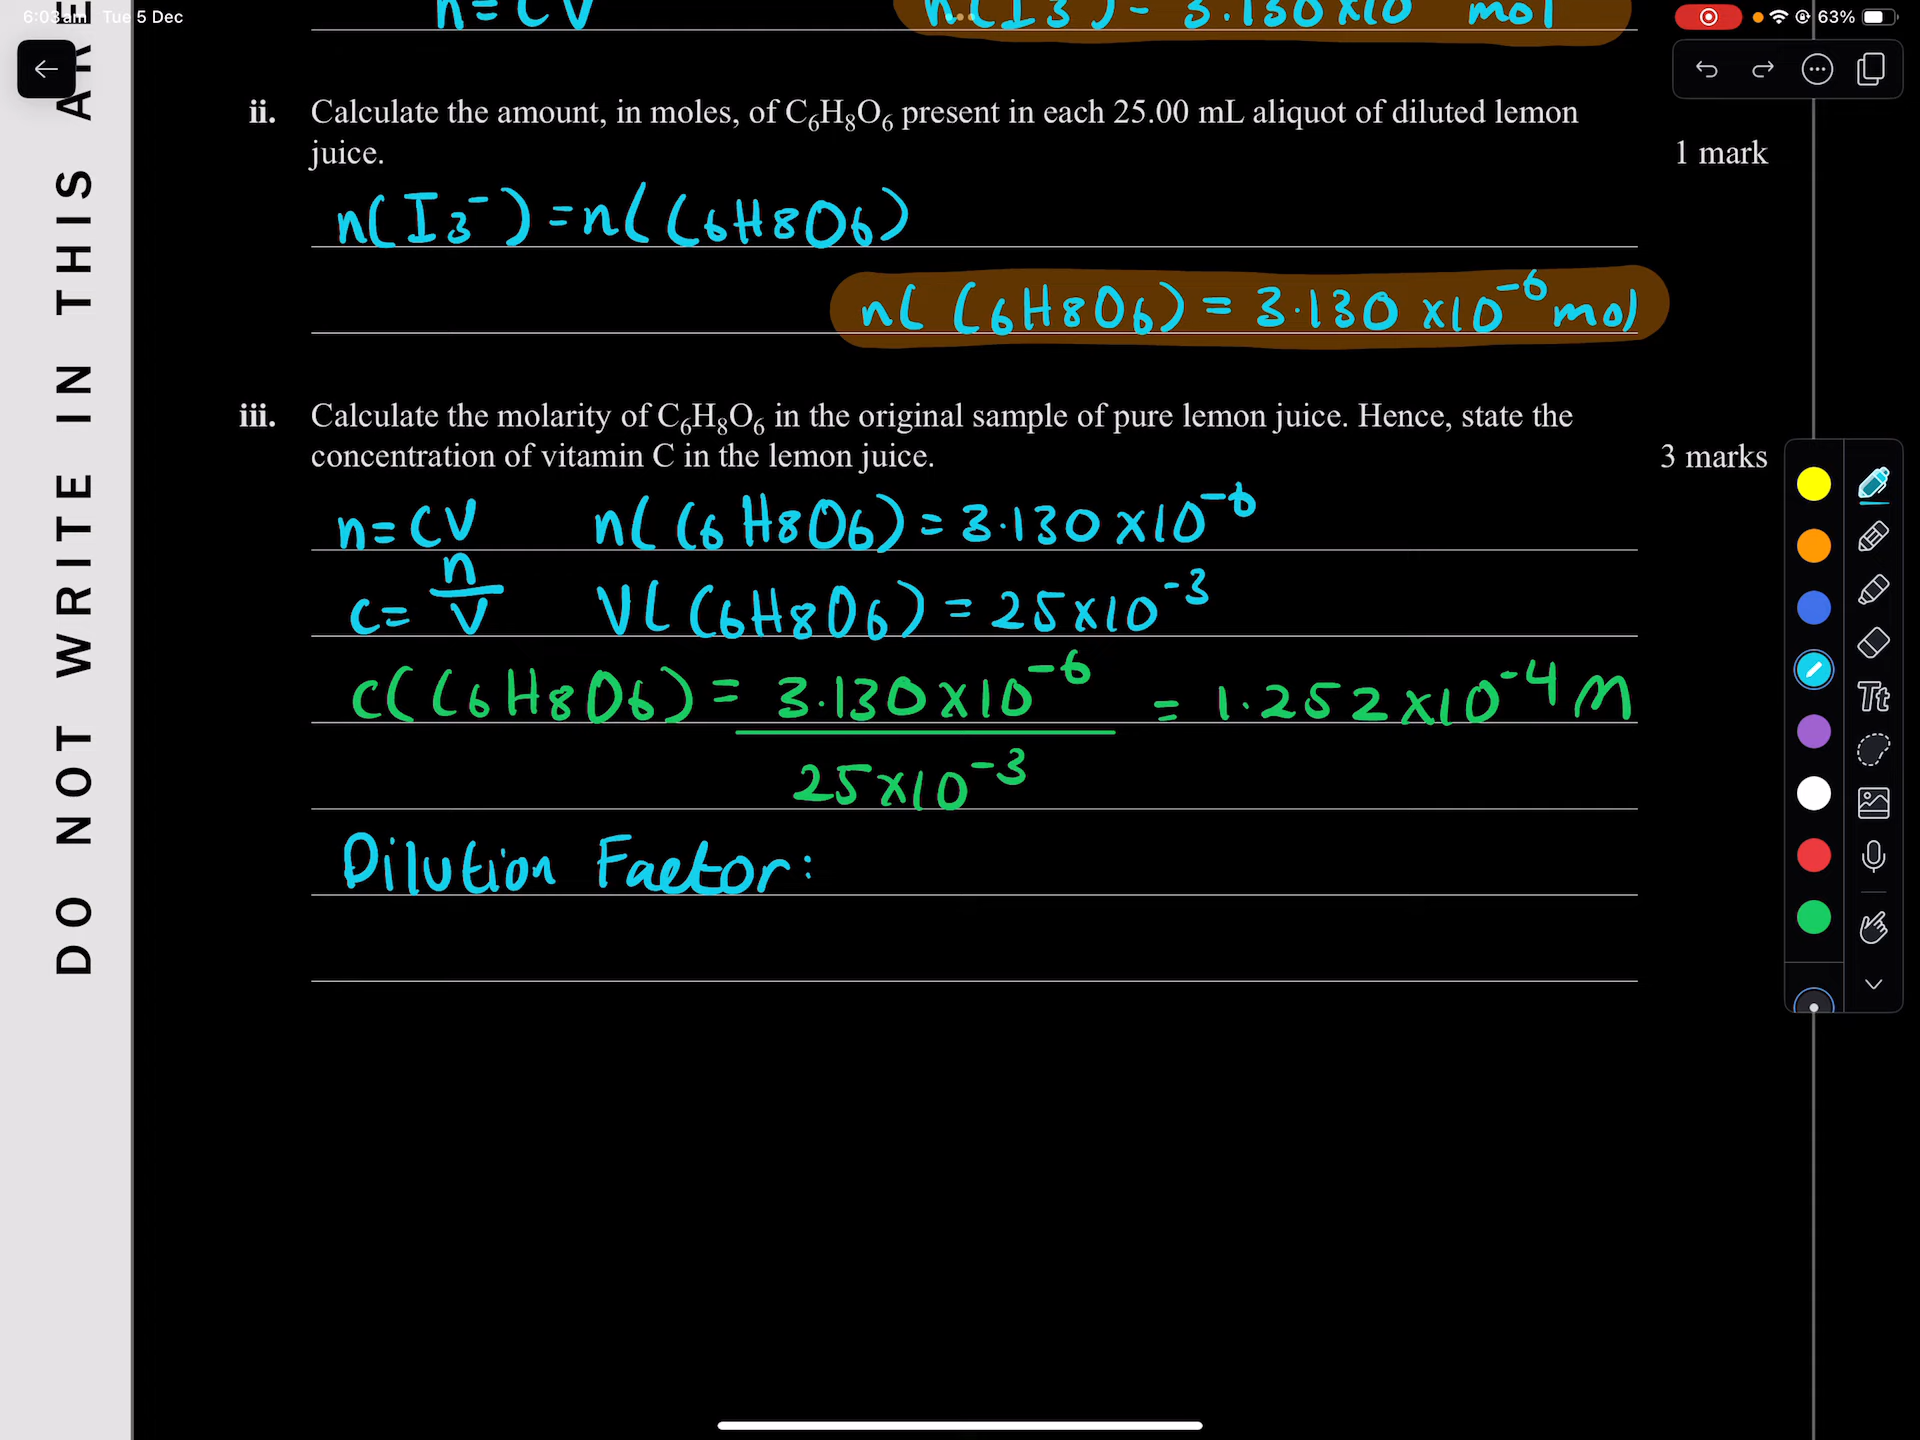 6:03am Tue 5 Dec
63%
n = CV n(I3-) = 3.130 x10 mol
ii. Calculate the amount, in moles, of C6H8O6 present in each 25.00 mL aliquot of diluted lemon
juice.
1 mark
n(I3-) = n(C6H8O6)
n(C6H8O6) = 3.130 x10^-6 mol
iii. Calculate the molarity of C6H8O6 in the original sample of pure lemon juice. Hence, state the
concentration of vitamin C in the lemon juice.
3 marks
n = CV n(C6H8O6) = 3.130 x10^-6
c = n/V V(C6H8O6) = 25x10^-3
c(C6H8O6) = 3.130x10^-6 = 1.252x10^-4 M
25x10^-3
Dilution Factor:
DO NOT WRITE IN THIS ARE
Tt